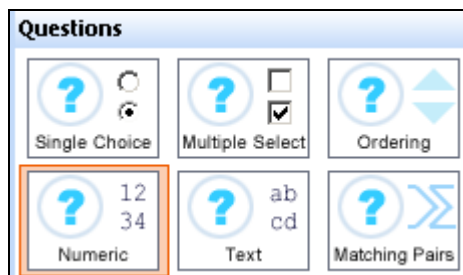 Questions
? Single Choice
? Multiple Select
? Ordering
? 12
34
Numeric
? ab
cd
Text
? Matching Pairs